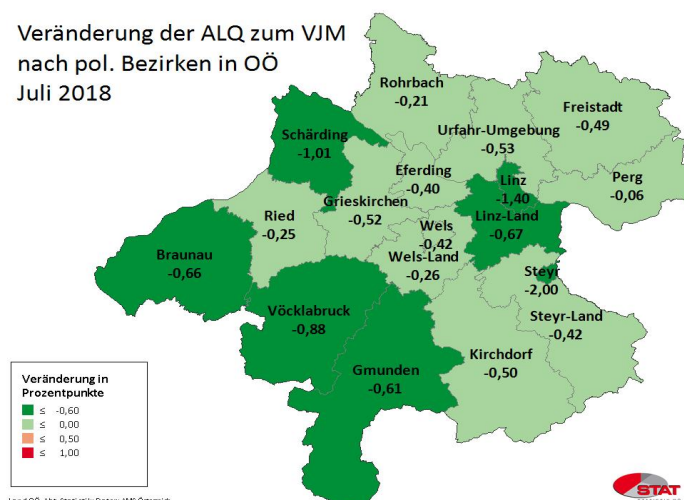 Veränderung der ALQ zum VJM
nach pol. Bezirken in OÖ
Juli 2018
Rohrbach
-0,21
Freistadt
-0,49
Urfahr-Umgebung
-0,53
Schärding
-1,01
Eferding
-0,40
Linz
-1,40
Perg
-0,06
Grieskirchen
-0,52
Ried
-0,25
Linz-Land
-0,67
Wels
-0,42
Braunau
-0,66
Wels-Land
-0,26
Steyr
-2,00
Vöcklabruck
-0,88
Steyr-Land
-0,42
Kirchdorf
-0,50
Gmunden
-0,61
Veränderung in
Prozentpunkte
≤ -0,60
≤ 0,00
≤ 0,50
≤ 1,00
STAT